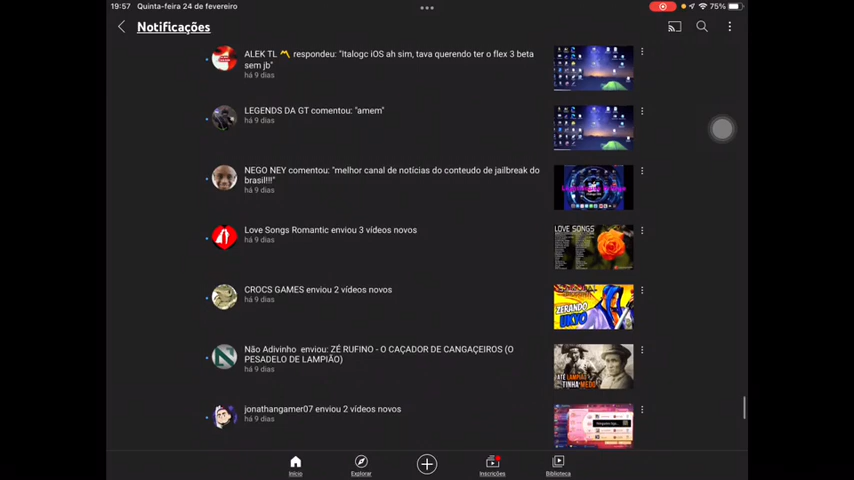 19:57 Quinta-feira 24 de fevereiro
75%
Notificações
ALEK TL respondeu: "Italogc iOS ah sim, tava querendo ter o flex 3 beta
sem jb"
há 9 dias
LEGENDS DA GT comentou: "amem"
há 9 dias
NEGO NEY comentou: "melhor canal de notícias do conteudo de jailbreak do
brasil!!!"
há 9 dias
Love Songs Romantic enviou 3 vídeos novos
há 9 dias
LOVE SONGS
CROCS GAMES enviou 2 vídeos novos
há 9 dias
ZERANDO
UKYO
Não Adivinho enviou: ZÉ RUFINO - O CAÇADOR DE CANGAÇEIROS (O
PESADELO DE LAMPIÃO)
há 9 dias
ATÉ
LAMPIÃO
TINHA MEDO
jonathangamer07 enviou 2 vídeos novos
há 9 dias
Início
Explorar
Inscrições
Biblioteca